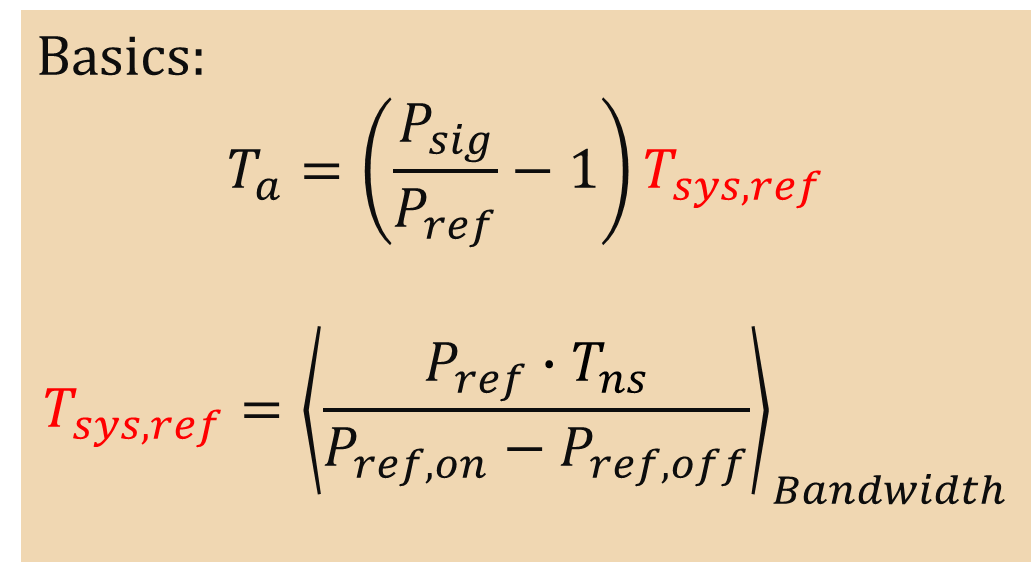 Basics:
T_a = (P_sig / P_ref − 1) T_sys,ref
T_sys,ref = ⟨ P_ref · T_ns / P_ref,on − P_ref,off ⟩_Bandwidth